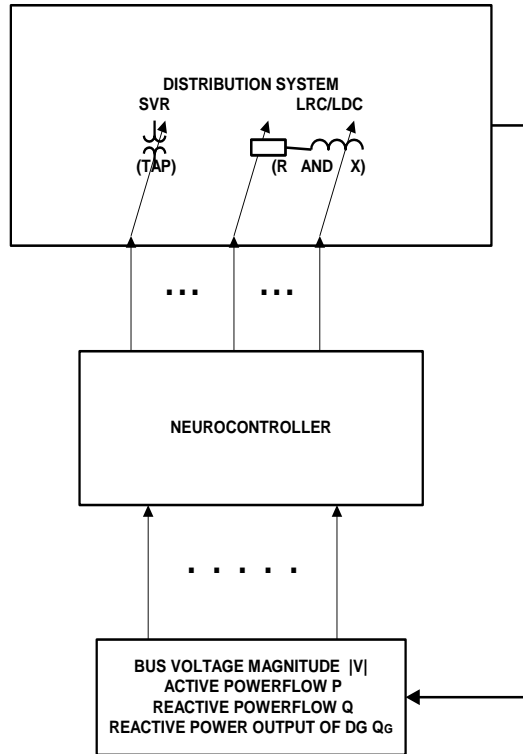 DISTRIBUTION SYSTEM
SVR LRC/LDC
(TAP) (R AND X)
... ...
NEUROCONTROLLER
. . . . .
BUS VOLTAGE MAGNITUDE |V|
ACTIVE POWERFLOW P
REACTIVE POWERFLOW Q
REACTIVE POWER OUTPUT OF DG QG